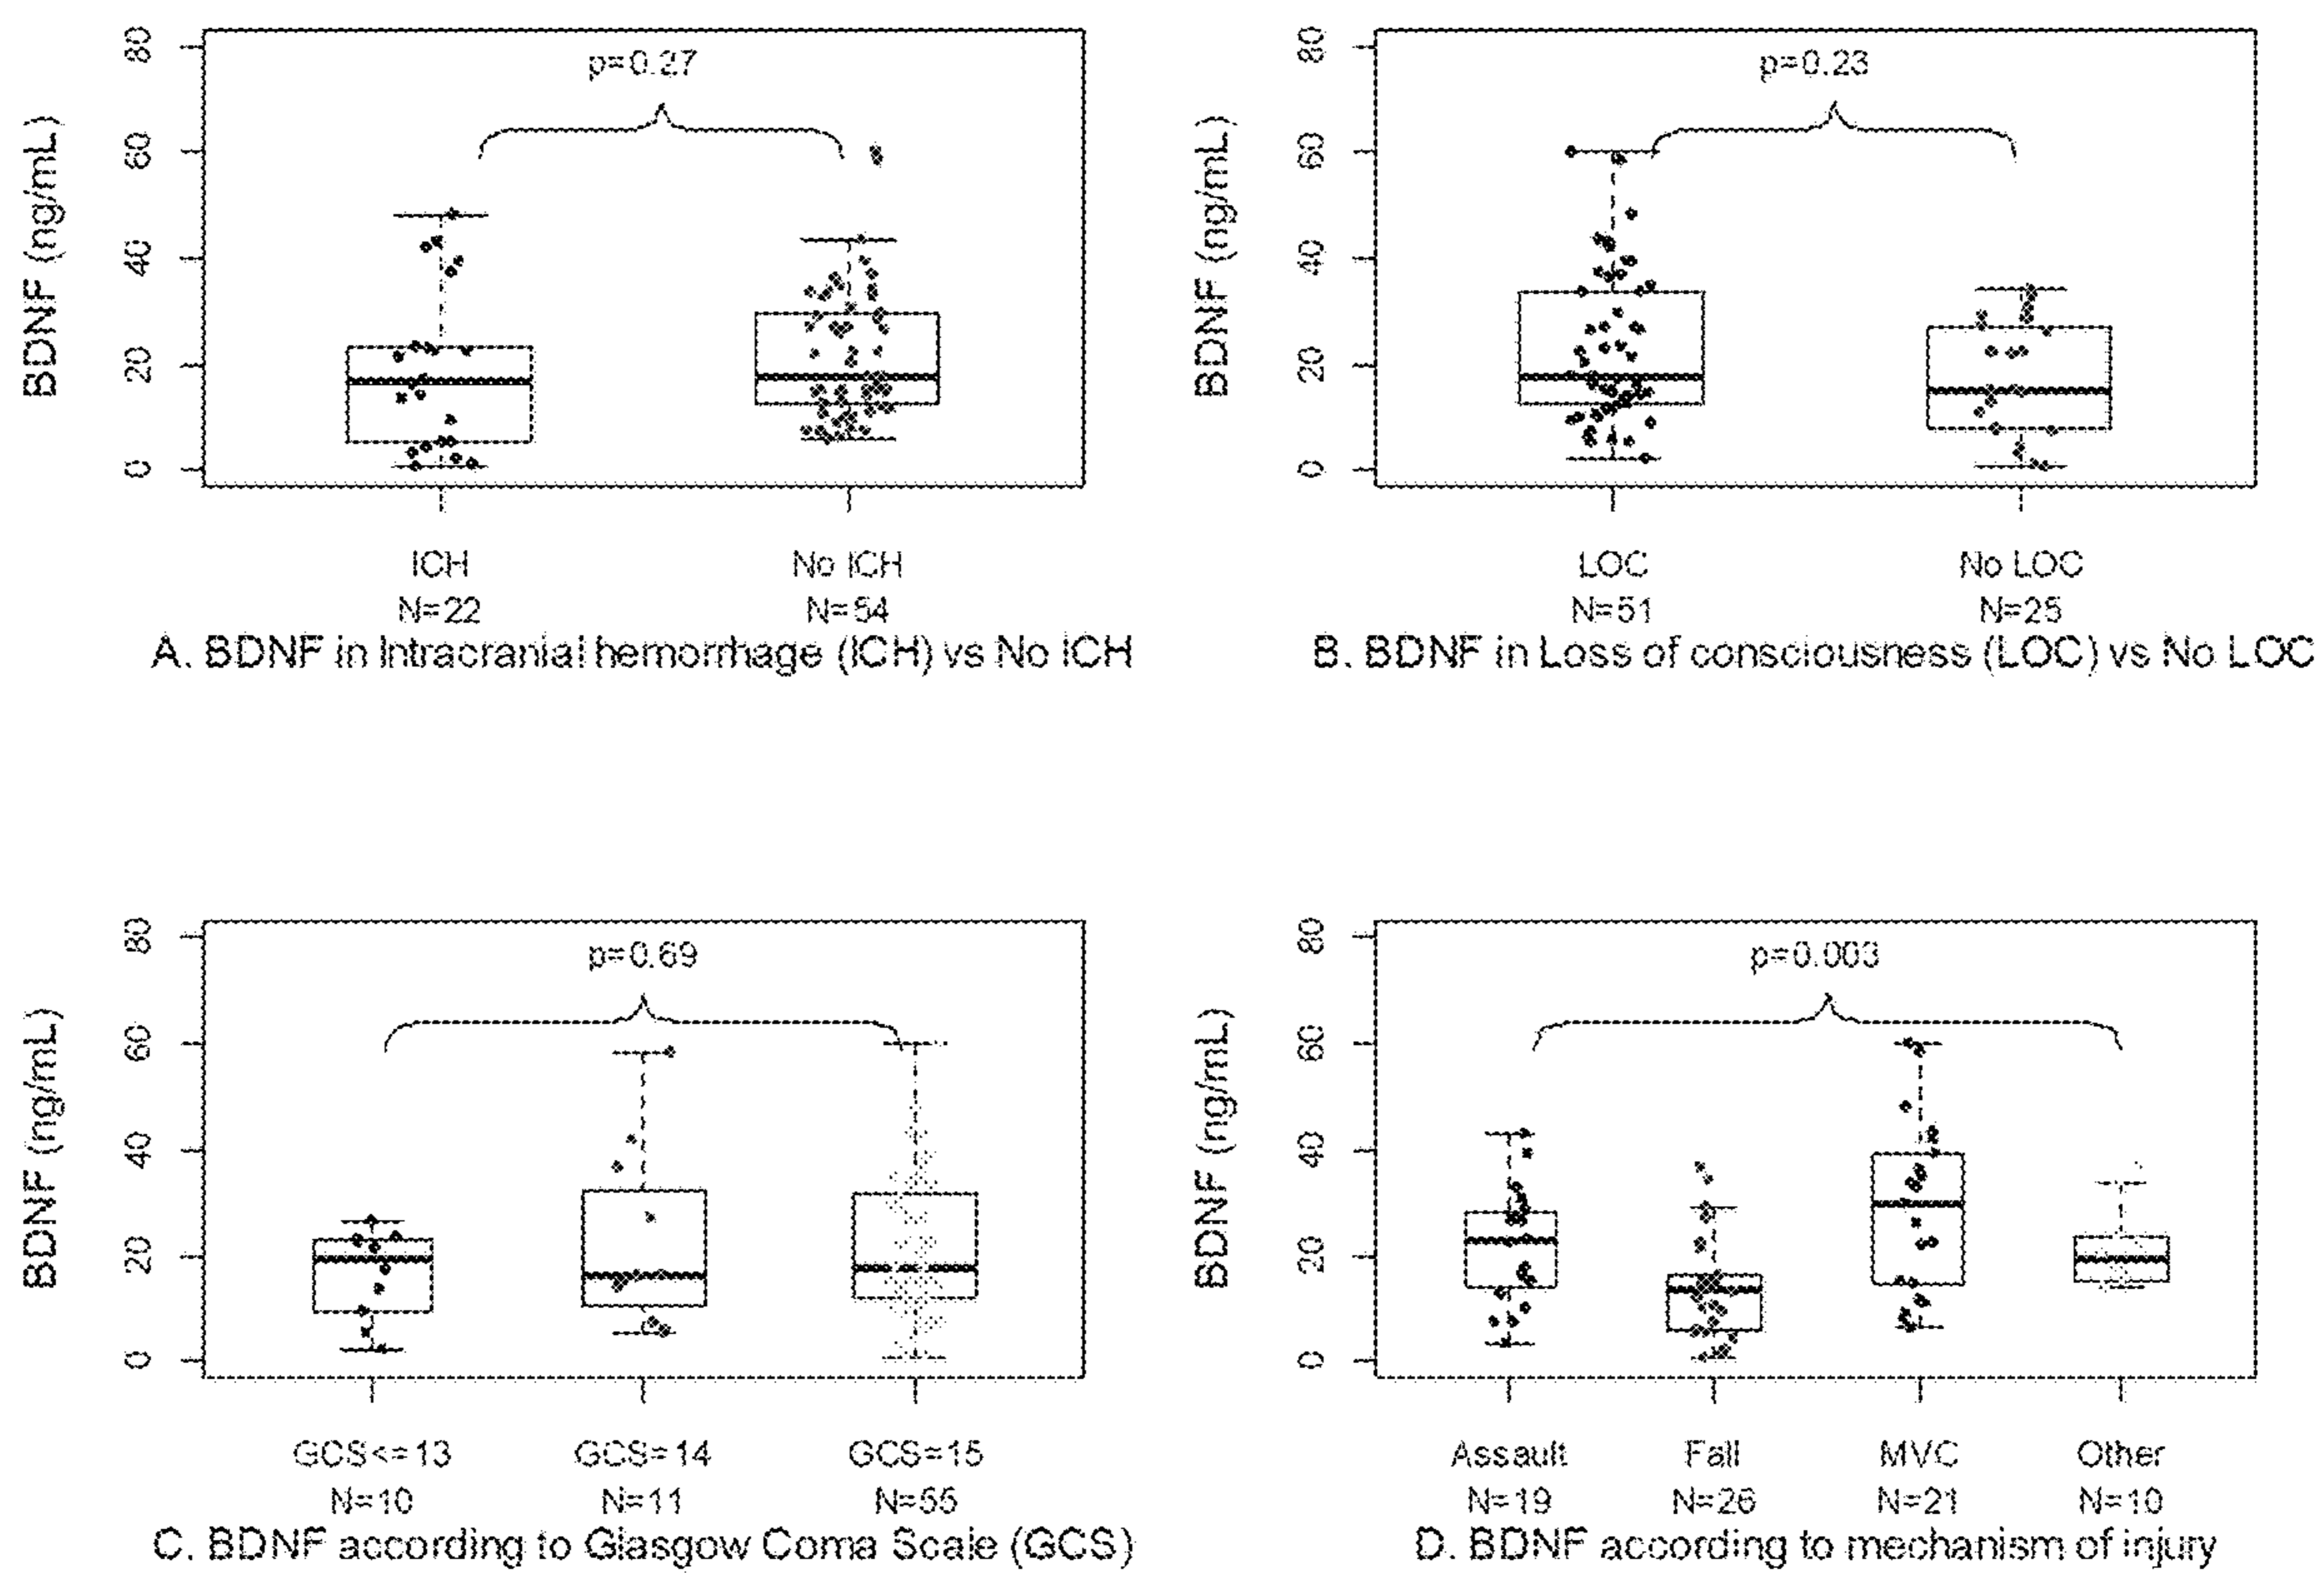 BDNF (ng/mL)
80
60
40
20
0
p=0.27
ICH
No ICH
N=22
N=54
A. BDNF in Intracranial hemorrhage (ICH) vs No ICH
BDNF (ng/mL)
80
60
40
20
0
p=0.23
LOC
No LOC
N=51
N=25
B. BDNF in Loss of consciousness (LOC) vs No LOC
BDNF (ng/mL)
80
60
40
20
0
p=0.69
GCS<=13
GCS=14
GCS=15
N=10
N=11
N=55
C. BDNF according to Glasgow Coma Scale (GCS)
BDNF (ng/mL)
80
60
40
20
0
p=0.003
Assault
Fall
MVC
Other
N=19
N=26
N=21
N=10
D. BDNF according to mechanism of injury